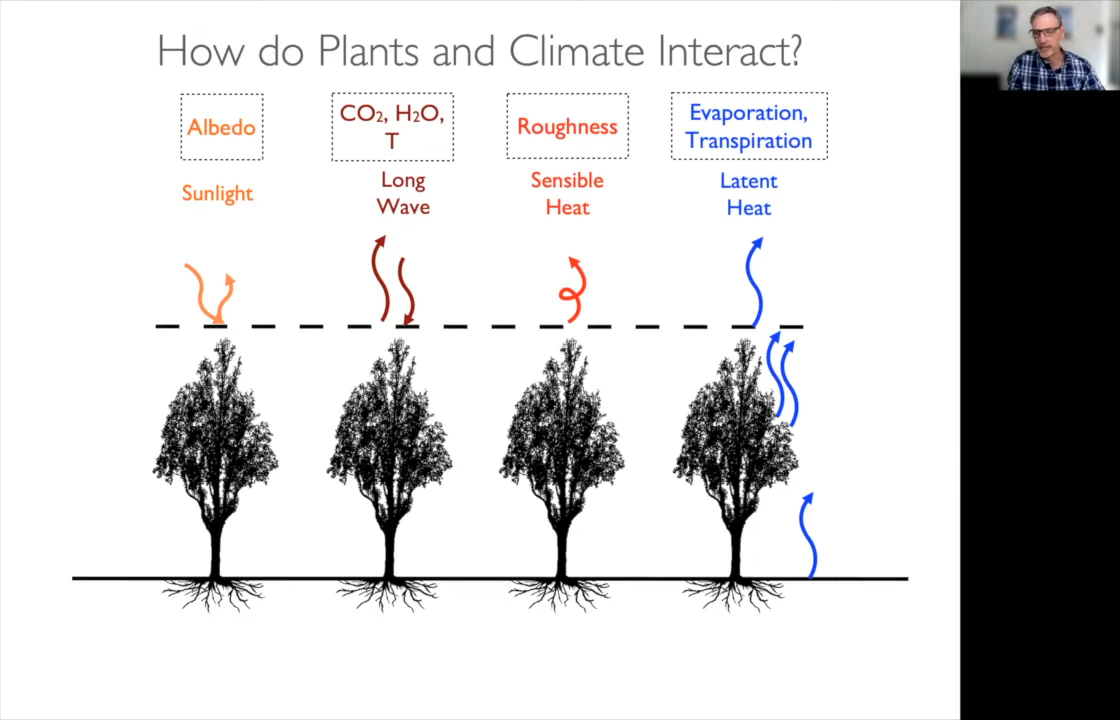 How do Plants and Climate Interact?
Albedo
Sunlight
CO₂, H₂O,
T
Long
Wave
Roughness
Sensible
Heat
Evaporation,
Transpiration
Latent
Heat